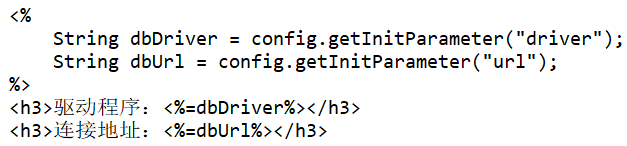 <%
    String dbDriver = config.getInitParameter("driver");
    String dbUrl = config.getInitParameter("url");
%>
<h3>驱动程序：<%=dbDriver%></h3>
<h3>连接地址：<%=dbUrl%></h3>